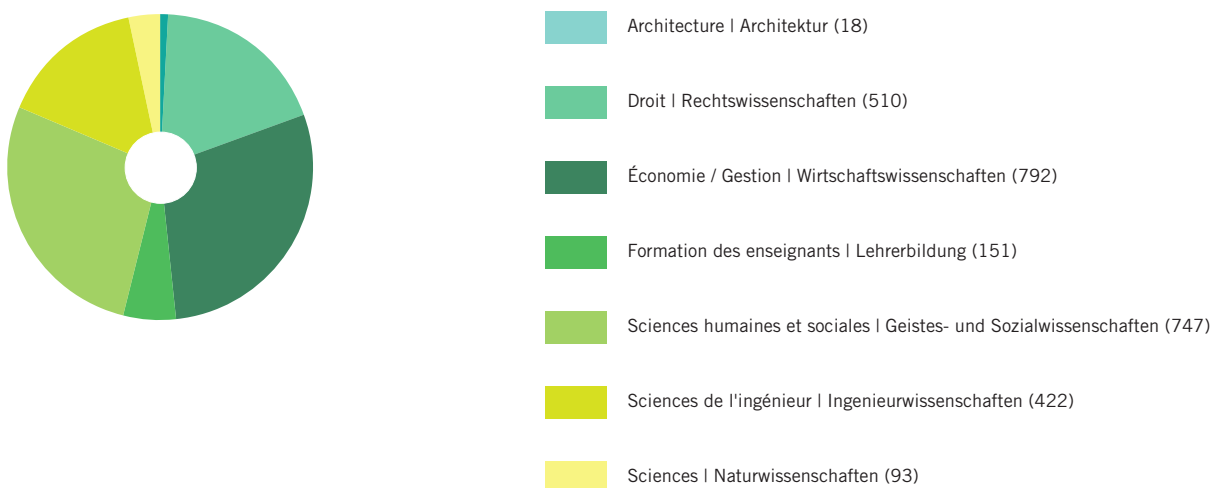 Architecture | Architektur (18)
Droit | Rechtswissenschaften (510)
Économie / Gestion | Wirtschaftswissenschaften (792)
Formation des enseignants | Lehrerbildung (151)
Sciences humaines et sociales | Geistes- und Sozialwissenschaften (747)
Sciences de l'ingénieur | Ingenieurwissenschaften (422)
Sciences | Naturwissenschaften (93)